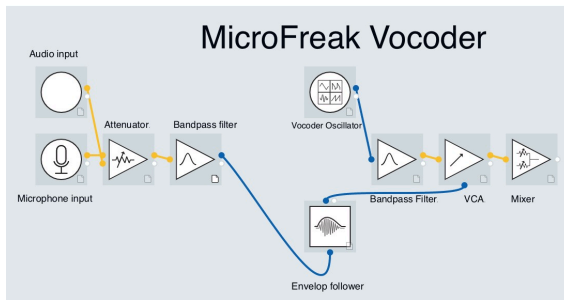 MicroFreak Vocoder
Audio input
Attenuator.
Bandpass filter
Vocoder Oscillator
Microphone input
Bandpass Filter
VCA
Mixer
Envelop follower